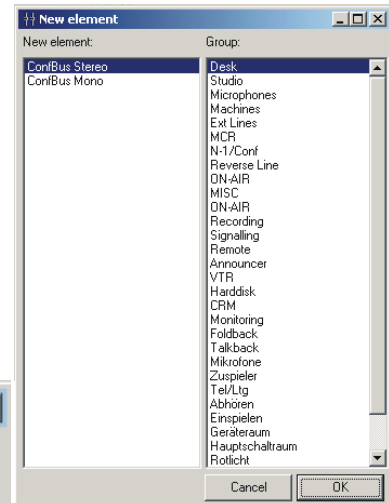 New element
New element:
Group:
ConfBus Stereo
ConfBus Mono
Desk
Studio
Microphones
Machines
Ext Lines
MCR
N-1/Conf
Reverse Line
ON-AIR
MISC
ON-AIR
Recording
Signalling
Remote
Announcer
VTR
Harddisk
CRM
Monitoring
Foldback
Talkback
Mikrofone
Zuspieler
Tel/Ltg
Abhören
Einspielen
Geräteraum
Hauptschaltraum
Rotlicht
Cancel
OK